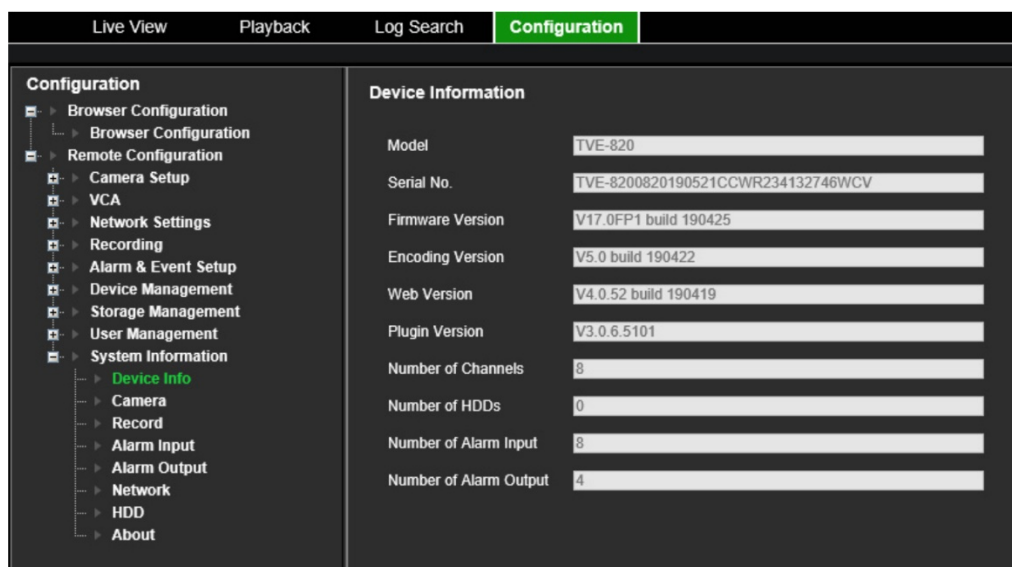 Live View Playback Log Search Configuration
Configuration
Browser Configuration
Browser Configuration
Remote Configuration
Camera Setup
VCA
Network Settings
Recording
Alarm & Event Setup
Device Management
Storage Management
User Management
System Information
Device Info
Camera
Record
Alarm Input
Alarm Output
Network
HDD
About
Device Information
Model TVE-820
Serial No. TVE-8200820190521CCWR234132746WCV
Firmware Version V17.0FP1 build 190425
Encoding Version V5.0 build 190422
Web Version V4.0.52 build 190419
Plugin Version V3.0.6.5101
Number of Channels 8
Number of HDDs 0
Number of Alarm Input 8
Number of Alarm Output 4